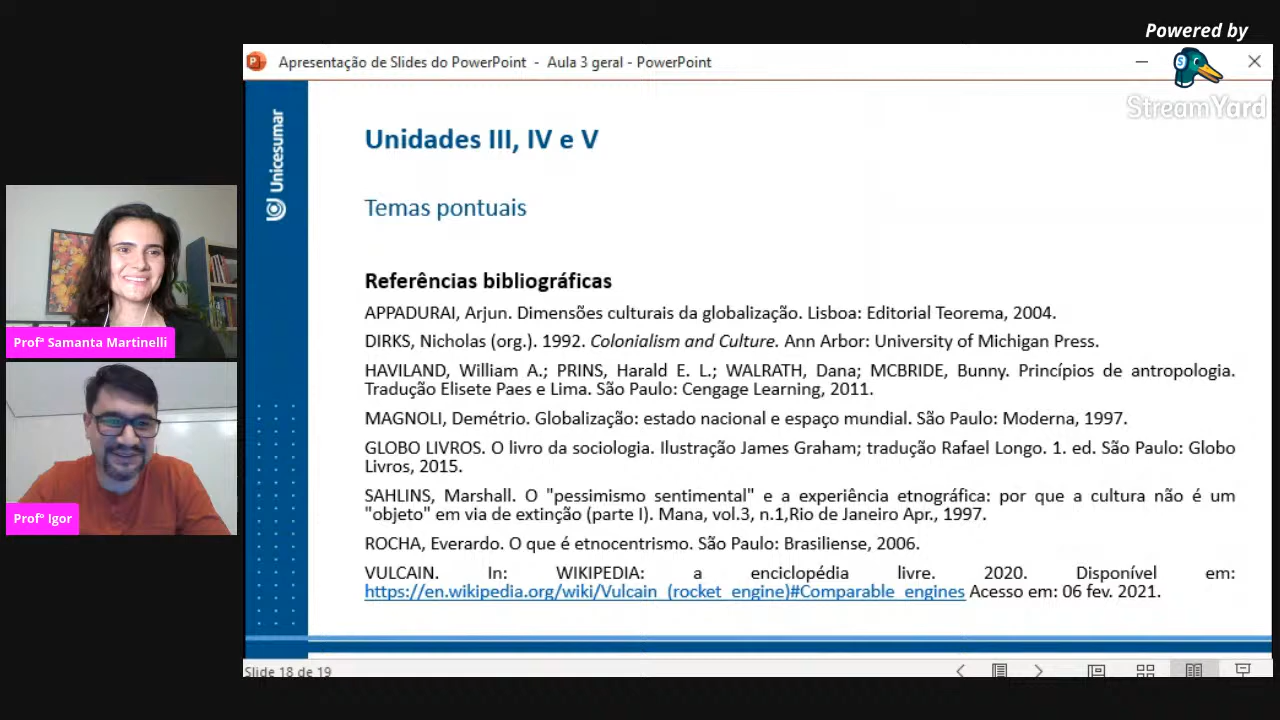 Powered by
StreamYard
Apresentação de Slides do PowerPoint - Aula 3 geral - PowerPoint
Unicesumar
Unidades III, IV e V
Temas pontuais
Referências bibliográficas
APPADURAI, Arjun. Dimensões culturais da globalização. Lisboa: Editorial Teorema, 2004.
DIRKS, Nicholas (org.). 1992. Colonialism and Culture. Ann Arbor: University of Michigan Press.
HAVILAND, William A.; PRINS, Harald E. L.; WALRATH, Dana; MCBRIDE, Bunny. Princípios de antropologia.
Tradução Elisete Paes e Lima. São Paulo: Cengage Learning, 2011.
MAGNOLI, Demétrio. Globalização: estado nacional e espaço mundial. São Paulo: Moderna, 1997.
GLOBO LIVROS. O livro da sociologia. Ilustração James Graham; tradução Rafael Longo. 1. ed. São Paulo: Globo
Livros, 2015.
SAHLINS, Marshall. O "pessimismo sentimental" e a experiência etnográfica: por que a cultura não é um
"objeto" em via de extinção (parte I). Mana, vol.3, n.1,Rio de Janeiro Apr., 1997.
ROCHA, Everardo. O que é etnocentrismo. São Paulo: Brasiliense, 2006.
VULCAIN. In: WIKIPEDIA: a enciclopédia livre. 2020. Disponível em:
https://en.wikipedia.org/wiki/Vulcain_(rocket_engine)#Comparable_engines Acesso em: 06 fev. 2021.
Profª Samanta Martinelli
Profº Igor
Slide 18 de 19